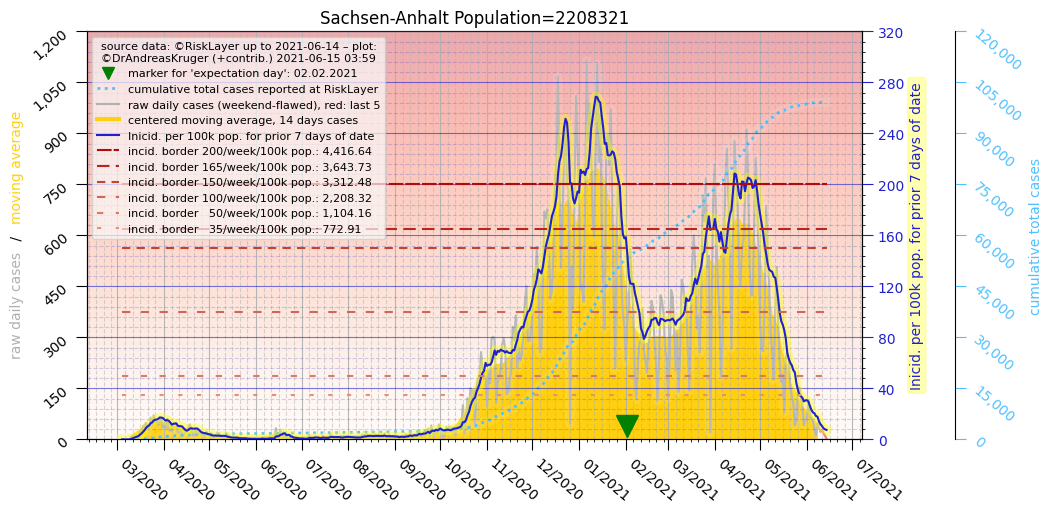 Sachsen-Anhalt Population=2208321
source data: ©RiskLayer up to 2021-06-14 – plot:
©DrAndreasKruger (+contrib.) 2021-06-15 03:59
marker for 'expectation day': 02.02.2021
cumulative total cases reported at RiskLayer
raw daily cases (weekend-flawed), red: last 5
centered moving average, 14 days cases
Inicid. per 100k pop. for prior 7 days of date
incid. border 200/week/100k pop.: 4,416.64
incid. border 165/week/100k pop.: 3,643.73
incid. border 150/week/100k pop.: 3,312.48
incid. border 100/week/100k pop.: 2,208.32
incid. border 50/week/100k pop.: 1,104.16
incid. border 35/week/100k pop.: 772.91
raw daily cases / moving average
1,200
1,050
900
750
600
450
300
150
0
03/2020
04/2020
05/2020
06/2020
07/2020
08/2020
09/2020
10/2020
11/2020
12/2020
01/2021
02/2021
03/2021
04/2021
05/2021
06/2021
07/2021
320
280
240
200
160
120
80
40
0
Inicid. per 100k pop. for prior 7 days of date
120,000
105,000
90,000
75,000
60,000
45,000
30,000
15,000
0
cumulative total cases